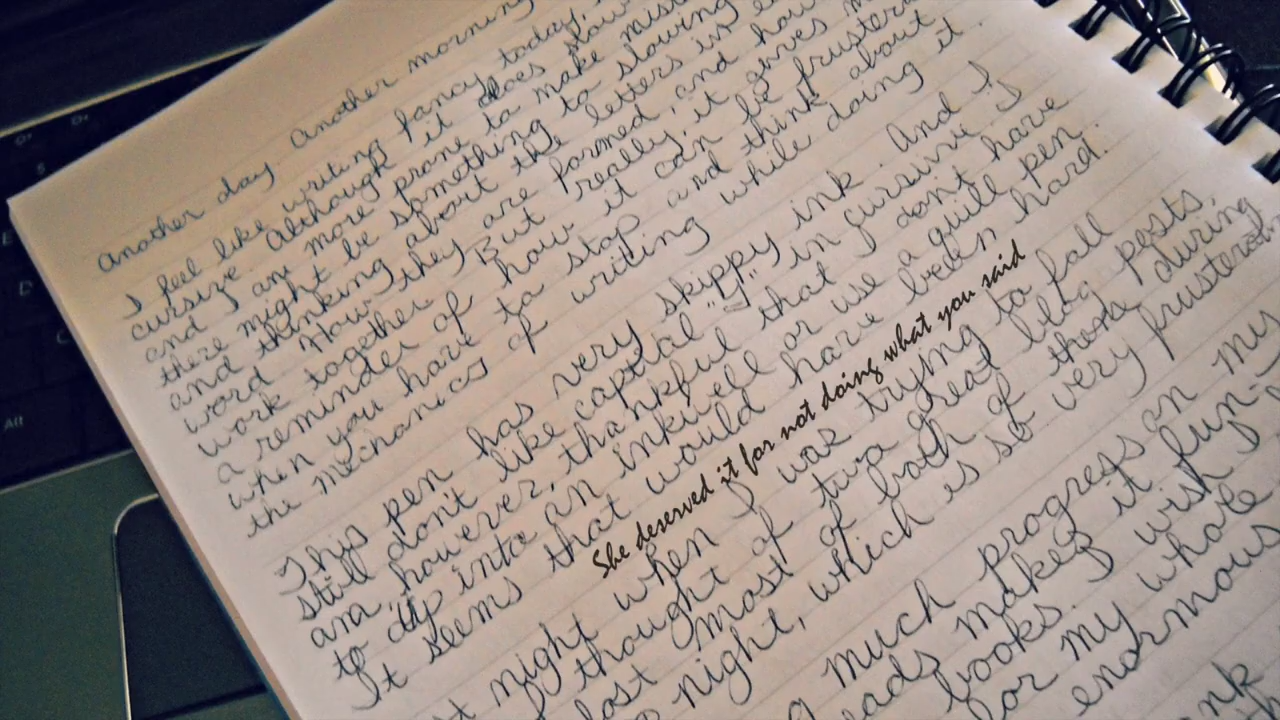 another day another morning
I feel like writing fancy today, 
cursize. Although it does slow
and I am more prone to make
there might be something to slowing
and thinking about the letters in
word. How they are formed, and how
work together. But really, it gives
a reminder of how it can be frusterat
when you have to stop and think about
the mechanics of writing while doing it.
This pen has very skippy ink. And I
still don't like captal "I" in cursive. I
am, however, thankful that I don't have
to dip into an inkwell or use a quill pen.
It seems that would have been hard.
She deserved it for not doing what you said
night when I was trying to fall
I thought of two great blog posts,
lost most of both of them during
night, which is so very frusterat
much progress on my
reads makes it fun-
books. I wish I
for my whole
enormous
Alt